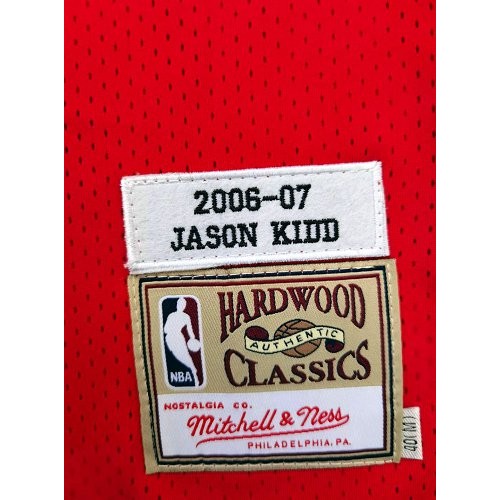 2006-07
JASON KIDD
HARDWOOD
AUTHENTIC
CLASSICS
NBA
NOSTALGIA CO.
Mitchell & Ness
PHILADELPHIA, PA.
40(M)